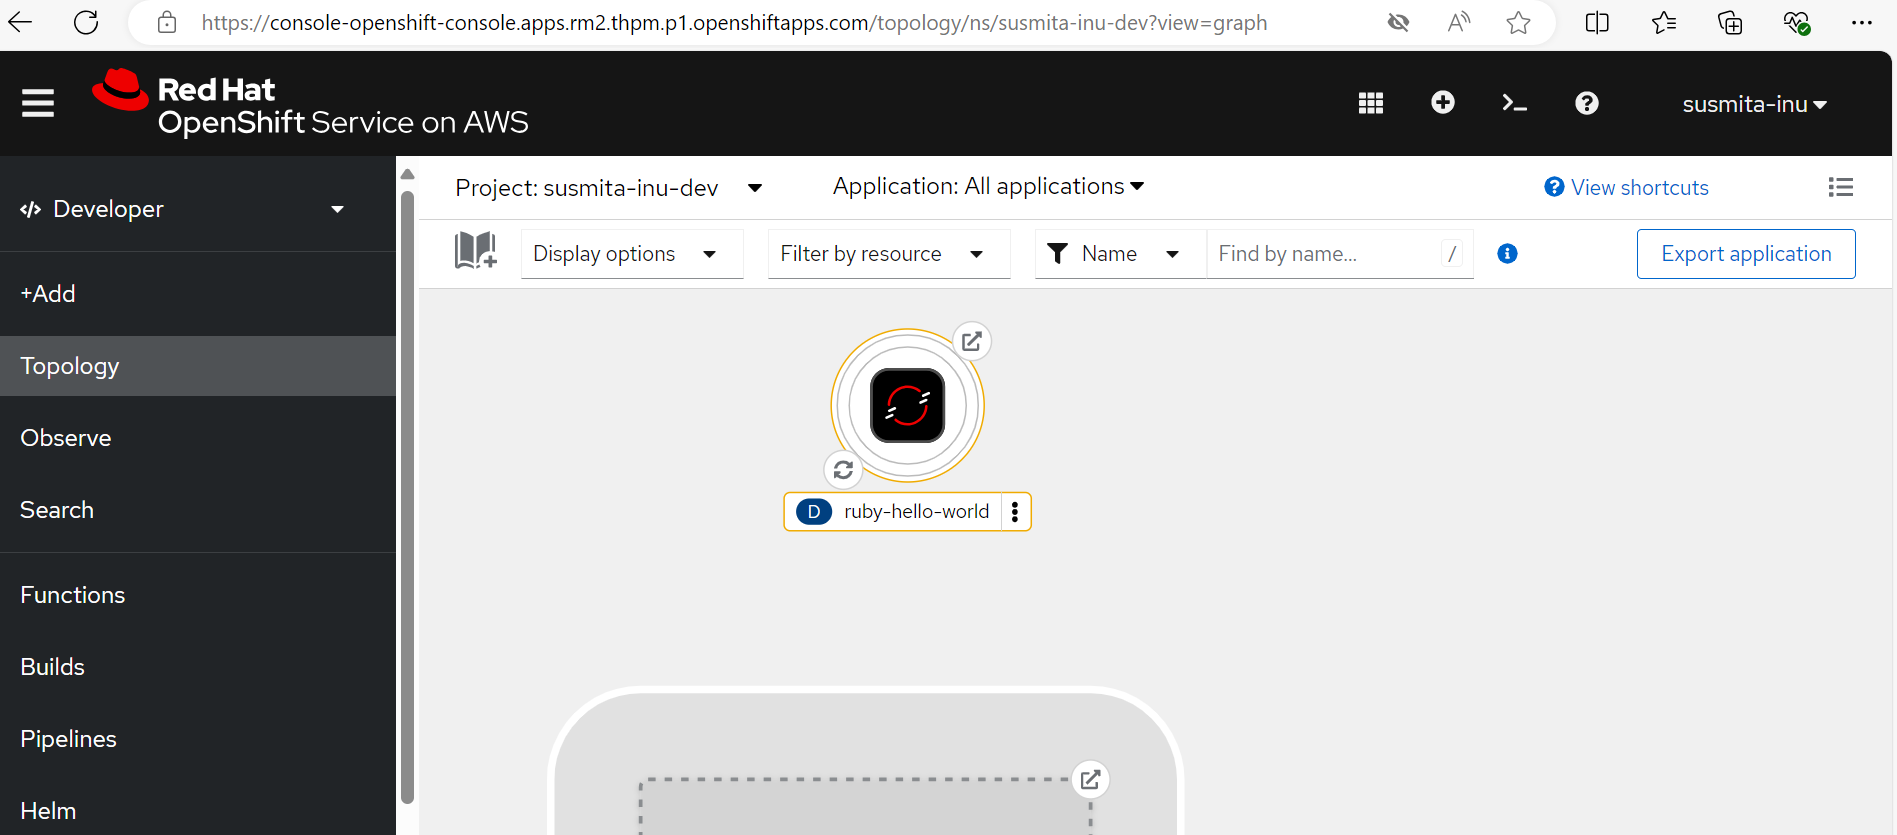 https://console-openshift-console.apps.rm2.thpm.p1.openshiftapps.com/topology/ns/susmita-inu-dev?view=graph
Red Hat
OpenShift Service on AWS
susmita-inu
Developer
+Add
Topology
Observe
Search
Functions
Builds
Pipelines
Helm
Project: susmita-inu-dev
Application: All applications
View shortcuts
Display options
Filter by resource
Name
Find by name...
/
Export application
D ruby-hello-world